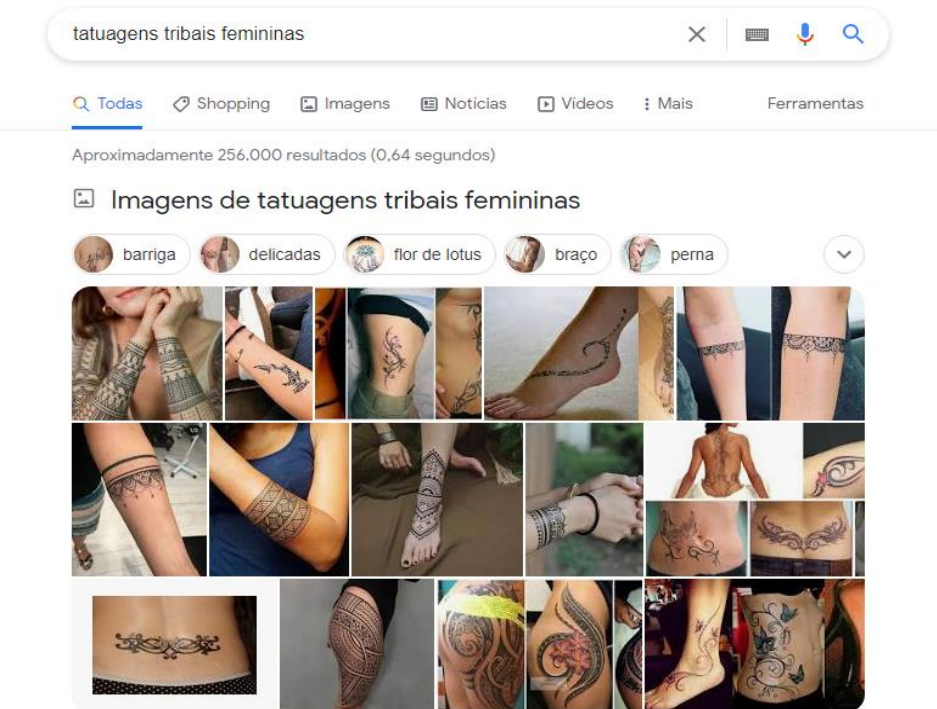 tatuagens tribais femininas
Todas Shopping Imagens Notícias Vídeos Mais Ferramentas
Aproximadamente 256.000 resultados (0,64 segundos)
Imagens de tatuagens tribais femininas
barriga delicadas flor de lotus braço perna